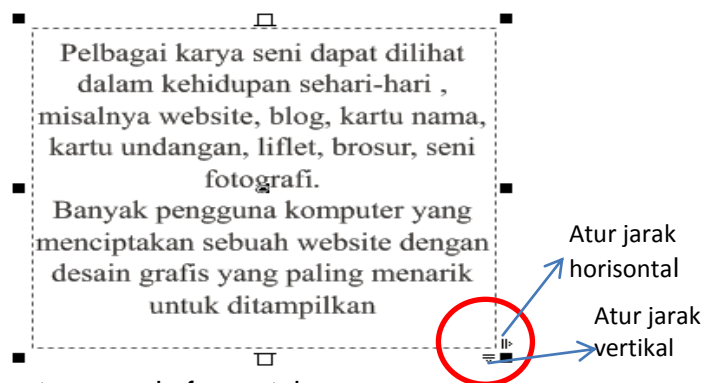 Pelbagai karya seni dapat dilihat
dalam kehidupan sehari-hari ,
misalnya website, blog, kartu nama,
kartu undangan, liflet, brosur, seni
fotografi.
Banyak pengguna komputer yang
menciptakan sebuah website dengan
desain grafis yang paling menarik
untuk ditampilkan
Atur jarak
horisontal
Atur jarak
vertikal